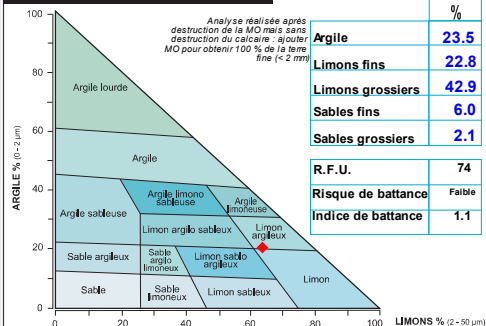 Analyse réalisée après
destruction de la MO mais sans
destruction du calcaire : ajouter
MO pour obtenir 100 % de la terre
fine (< 2 mm)
%
Argile 23.5
Limons fins 22.8
Limons grossiers 42.9
Sables fins 6.0
Sables grossiers 2.1
R.F.U. 74
Risque de battance Faible
Indice de battance 1.1
ARGILE % (0 - 2 µm)
100
80
60
40
20
0
Argile lourde
Argile
Argile sableuse
Argile limono
sableuse
Argile
limoneuse
Limon argilo sableux
Limon
argileux
Sable argileux
Sable
argilo
limoneux
Limon sablo
argileux
Limon
Sable
Sable
limoneux
Limon sableux
0 20 40 60 80 100
LIMONS % (2 - 50 µm)